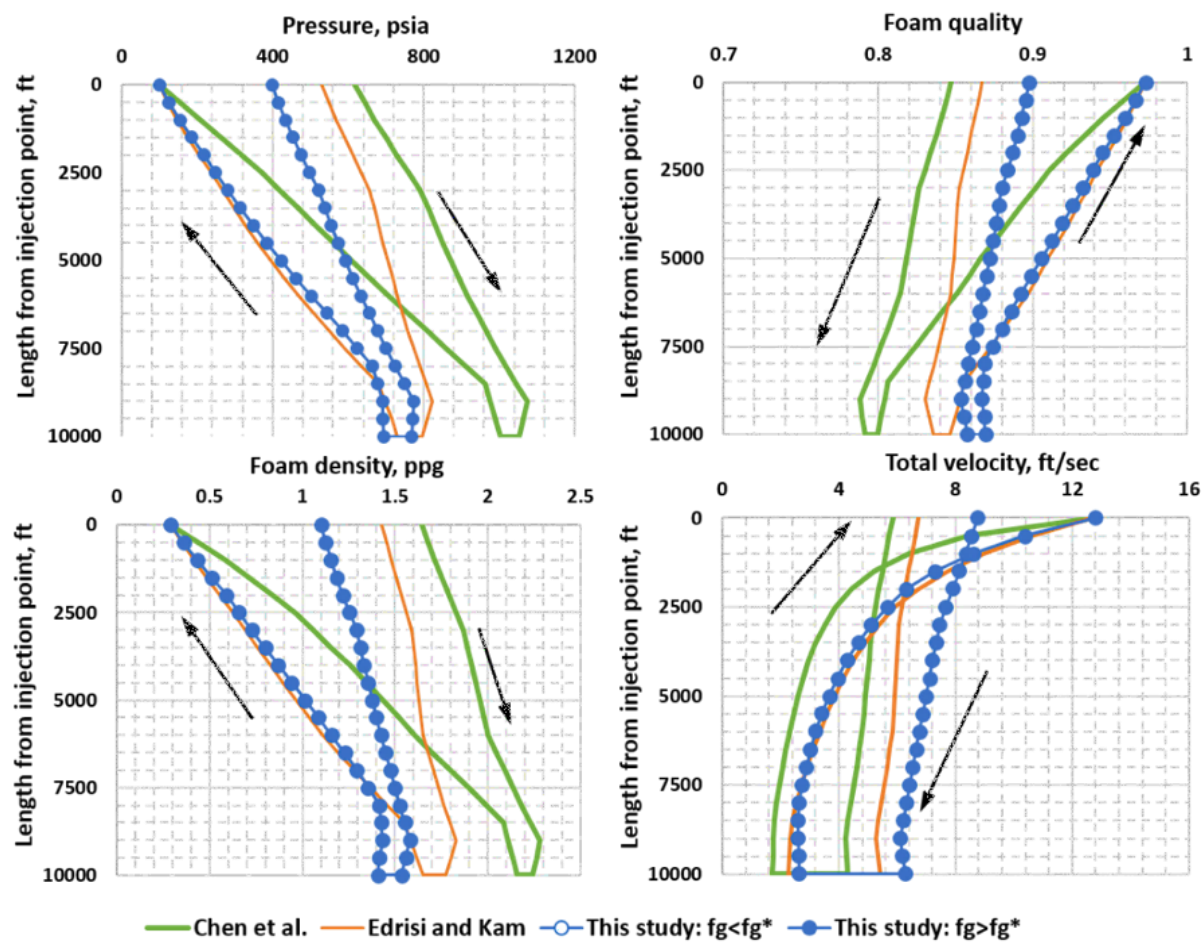 Pressure, psia
0 400 800 1200
Length from injection point, ft
0
2500
5000
7500
10000
Foam quality
0.7 0.8 0.9 1
Length from injection point, ft
0
2500
5000
7500
10000
Foam density, ppg
0 0.5 1 1.5 2 2.5
Length from injection point, ft
0
2500
5000
7500
10000
Total velocity, ft/sec
0 4 8 12 16
Length from injection point, ft
0
2500
5000
7500
10000
Chen et al. Edrisi and Kam This study: fg<fg* This study: fg>fg*